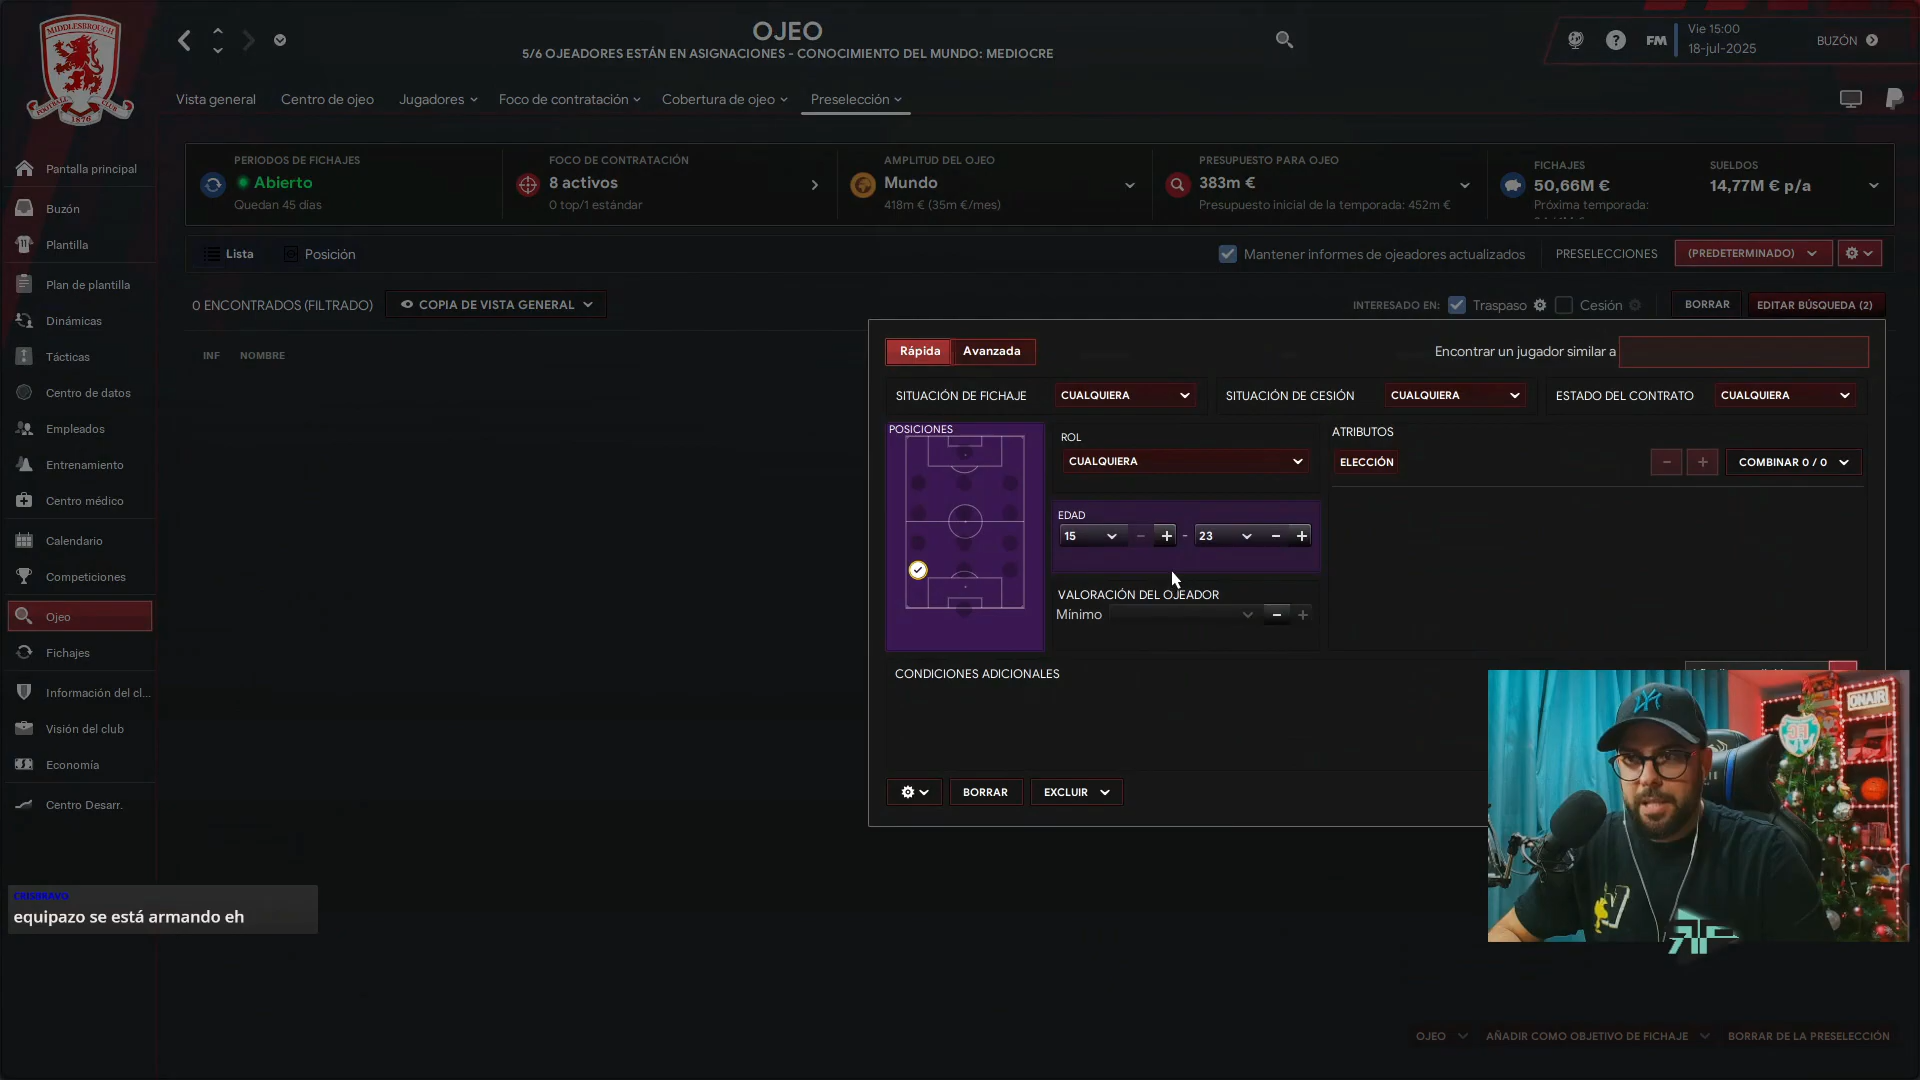 MIDDLESBROUGH
FOOTBALL CLUB
1876
OJEO
5/6 OJEADORES ESTÁN EN ASIGNACIONES - CONOCIMIENTO DEL MUNDO: MEDIOCRE
FM
Vie 15:00
18-jul-2025
BUZÓN
Vista general
Centro de ojeo
Jugadores
Foco de contratación
Cobertura de ojeo
Preselección
Pantalla principal
Buzón
Plantilla
Plan de plantilla
Dinámicas
Tácticas
Centro de datos
Empleados
Entrenamiento
Centro médico
Calendario
Competiciones
Ojeo
Fichajes
Información del cl...
Visión del club
Economía
Centro Desarr.
PERIODOS DE FICHAJES
Abierto
Quedan 45 días
FOCO DE CONTRATACIÓN
8 activos
0 top/1 estándar
AMPLITUD DEL OJEO
Mundo
418m € (35m €/mes)
PRESUPUESTO PARA OJEO
383m €
Presupuesto inicial de la temporada: 452m €
FICHAJES
50,66M €
Próxima temporada:
SUELDOS
14,77M € p/a
Lista
Posición
Mantener informes de ojeadores actualizados
PRESELECCIONES
(PREDETERMINADO)
0 ENCONTRADOS (FILTRADO)
COPIA DE VISTA GENERAL
INTERESADO EN:
Traspaso
Cesión
BORRAR
EDITAR BÚSQUEDA (2)
INF
NOMBRE
Rápida
Avanzada
Encontrar un jugador similar a
SITUACIÓN DE FICHAJE
CUALQUIERA
SITUACIÓN DE CESIÓN
CUALQUIERA
ESTADO DEL CONTRATO
CUALQUIERA
POSICIONES
ROL
CUALQUIERA
ATRIBUTOS
ELECCIÓN
COMBINAR 0 / 0
EDAD
15
- 23
VALORACIÓN DEL OJEADOR
Mínimo
CONDICIONES ADICIONALES
BORRAR
EXCLUIR
ON AIR
CRISBRAVO
equipazo se está armando eh
OJEO
AÑADIR COMO OBJETIVO DE FICHAJE
BORRAR DE LA PRESELECCIÓN